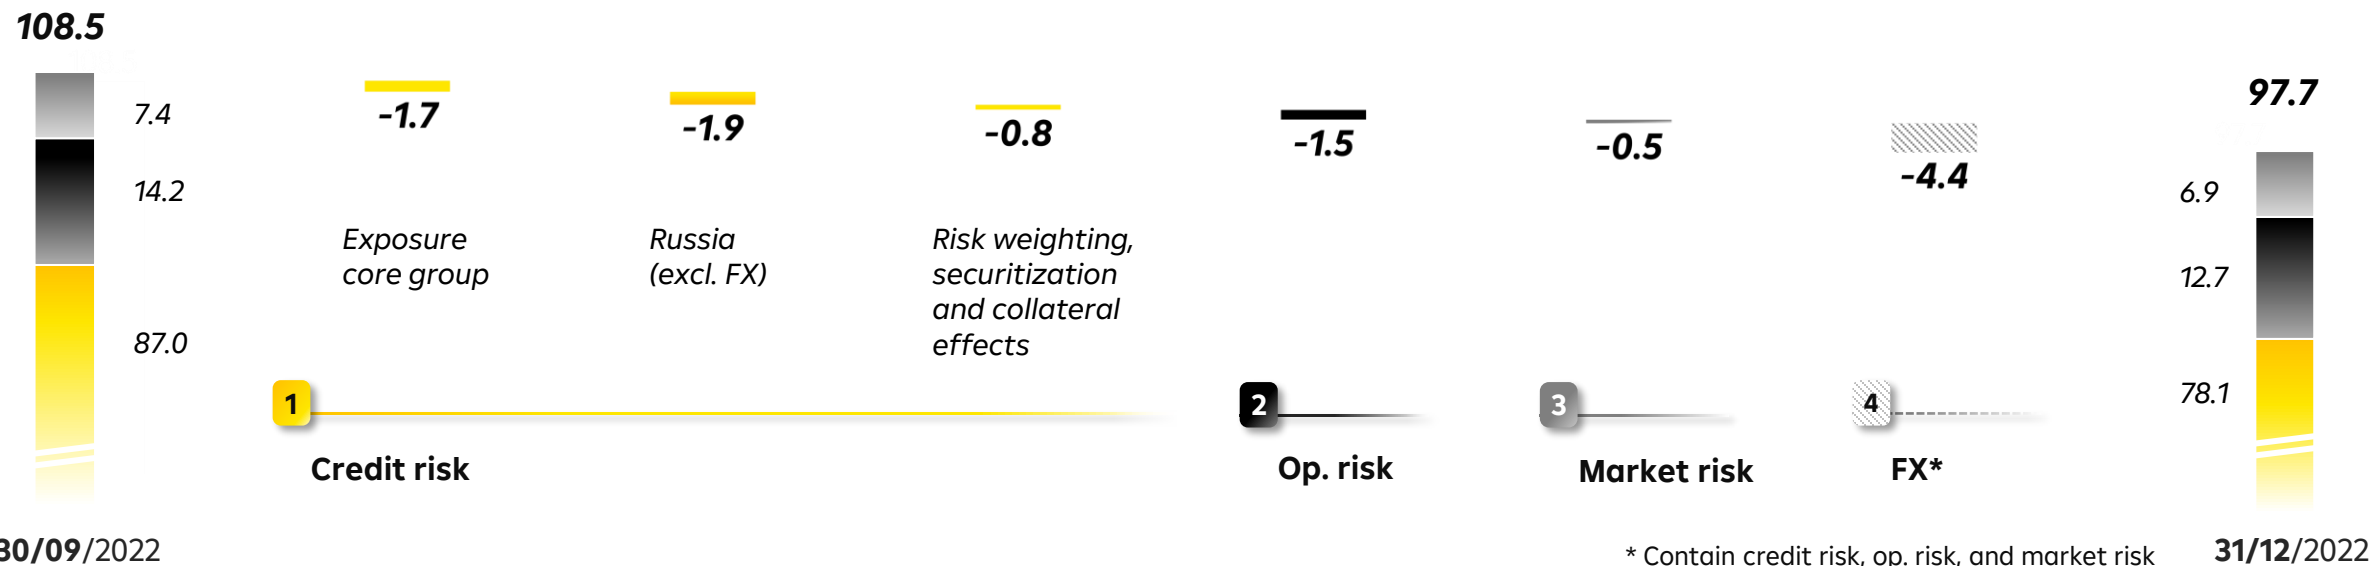 108.5
7.4
14.2
87.0
30/09/2022
-1.7
Exposure
core group
-1.9
Russia
(excl. FX)
-0.8
Risk weighting,
securitization
and collateral
effects
1
Credit risk
-1.5
2
Op. risk
-0.5
3
Market risk
-4.4
4
FX*
97.7
6.9
12.7
78.1
31/12/2022
* Contain credit risk, op. risk, and market risk